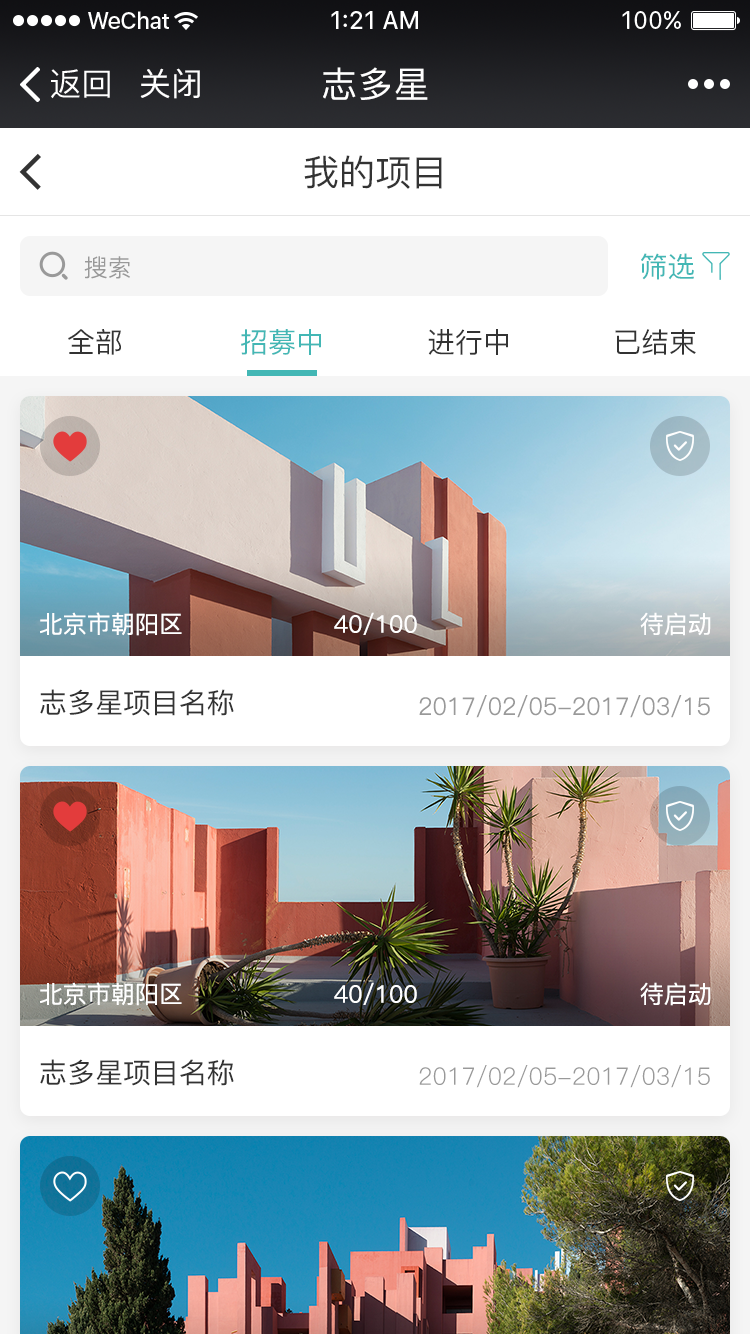 WeChat 1:21 AM 100%
返回 关闭 志多星
我的项目
搜索 筛选
全部 招募中 进行中 已结束
北京市朝阳区 40/100 待启动
志多星项目名称 2017/02/05-2017/03/15
北京市朝阳区 40/100 待启动
志多星项目名称 2017/02/05-2017/03/15